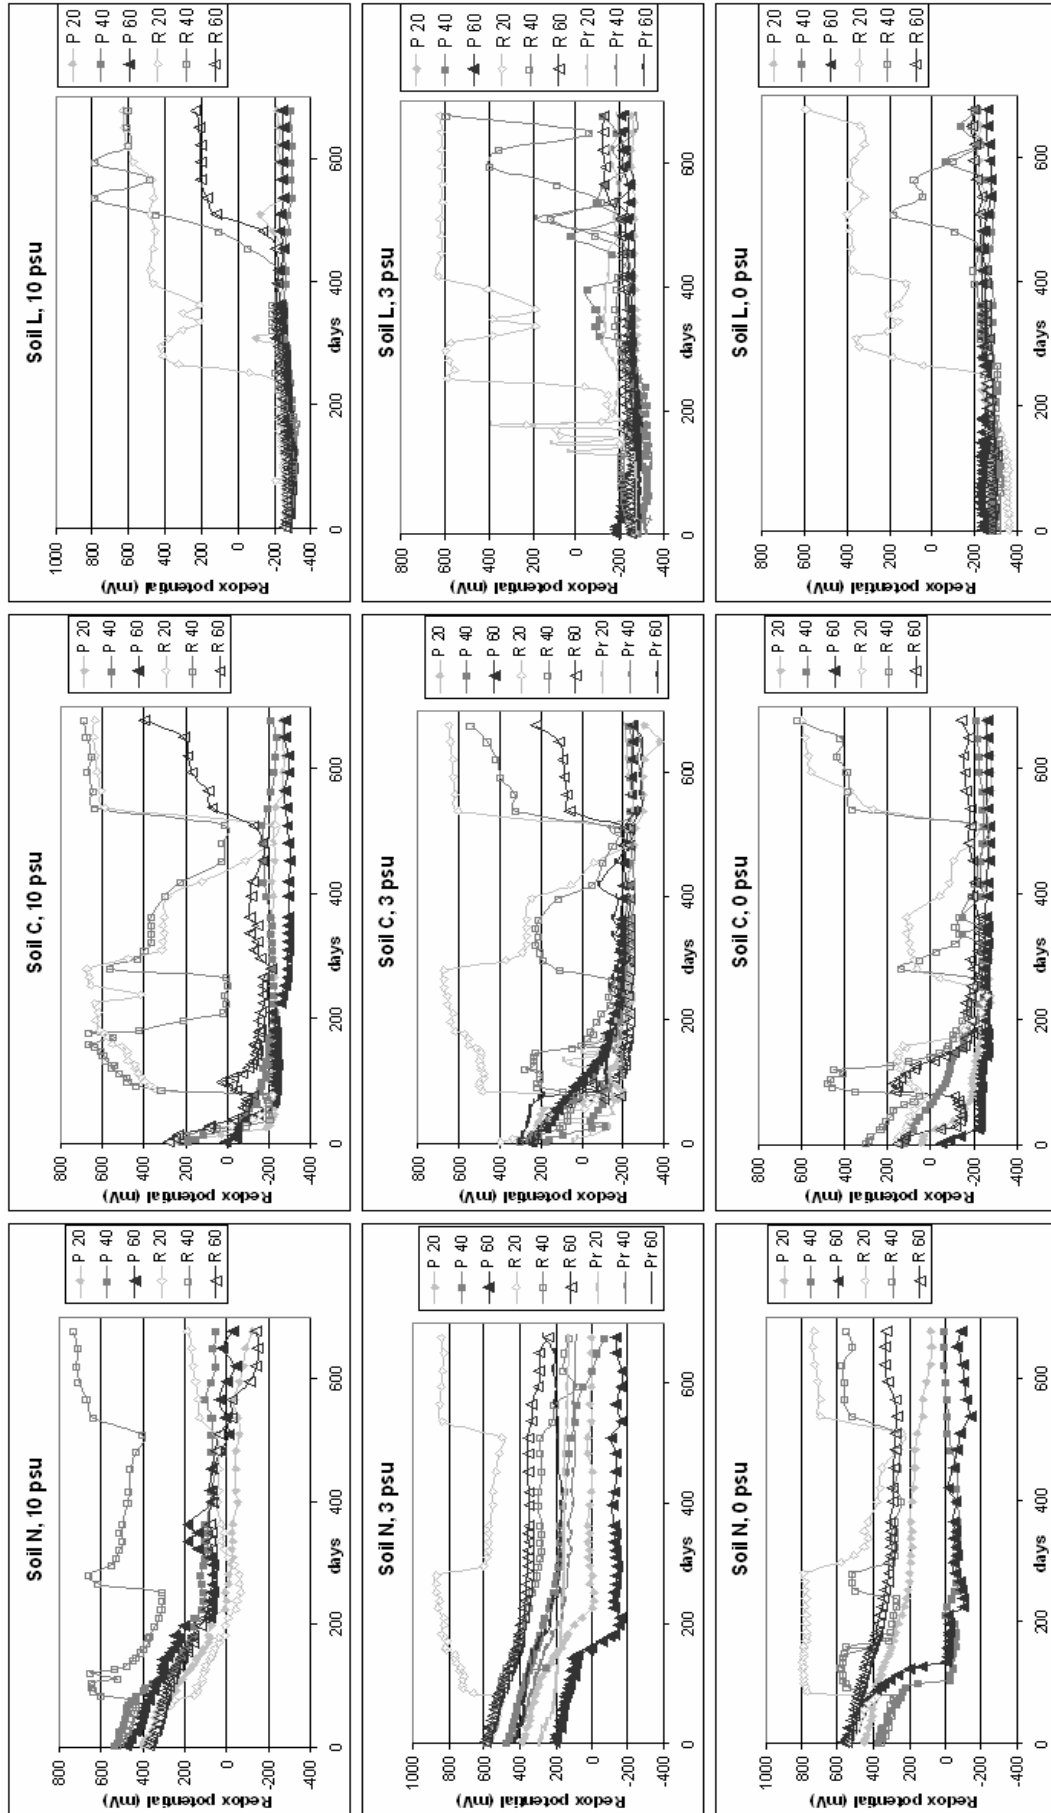 Soil N, 10 psu
800
600
400
200
0
-200
-400
Redox potential (mV)
0
200
400
600
days
P 20
P 40
P 60
R 20
R 40
R 60
Soil C, 10 psu
800
600
400
200
0
-200
-400
Redox potential (mV)
0
200
400
600
days
P 20
P 40
P 60
R 20
R 40
R 60
Soil L, 10 psu
1000
800
600
400
200
0
-200
-400
Redox potential (mV)
0
200
400
600
days
P 20
P 40
P 60
R 20
R 40
R 60
Soil N, 3 psu
1000
800
600
400
200
0
-200
-400
Redox potential (mV)
0
200
400
600
days
P 20
P 40
P 60
R 20
R 40
R 60
Pr 20
Pr 40
Pr 60
Soil C, 3 psu
800
600
400
200
0
-200
-400
Redox potential (mV)
0
200
400
600
days
P 20
P 40
P 60
R 20
R 40
R 60
Pr 20
Pr 40
Pr 60
Soil L, 3 psu
800
600
400
200
0
-200
-400
Redox potential (mV)
0
200
400
600
days
P 20
P 40
P 60
R 20
R 40
R 60
Pr 20
Pr 40
Pr 60
Soil N, 0 psu
1000
800
600
400
200
0
-200
-400
Redox potential (mV)
0
200
400
600
days
P 20
P 40
P 60
R 20
R 40
R 60
Soil C, 0 psu
800
600
400
200
0
-200
-400
Redox potential (mV)
0
200
400
600
days
P 20
P 40
P 60
R 20
R 40
R 60
Soil L, 0 psu
800
600
400
200
0
-200
-400
Redox potential (mV)
0
200
400
600
days
P 20
P 40
P 60
R 20
R 40
R 60